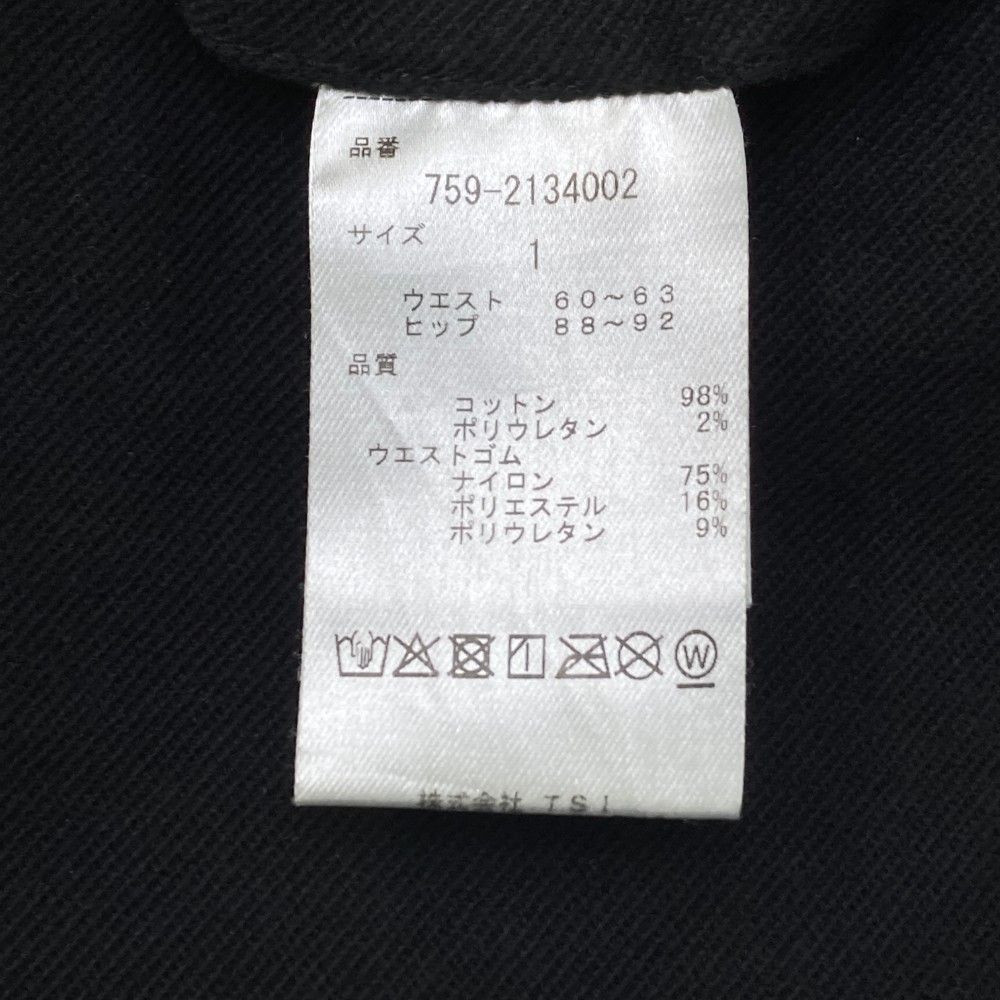 品番
759-2134002
サイズ
1
ウエスト 60〜63
ヒップ 88〜92
品質
コットン 98%
ポリウレタン 2%
ウエストゴム
ナイロン 75%
ポリエステル 16%
ポリウレタン 9%
W
株式会社 TSI